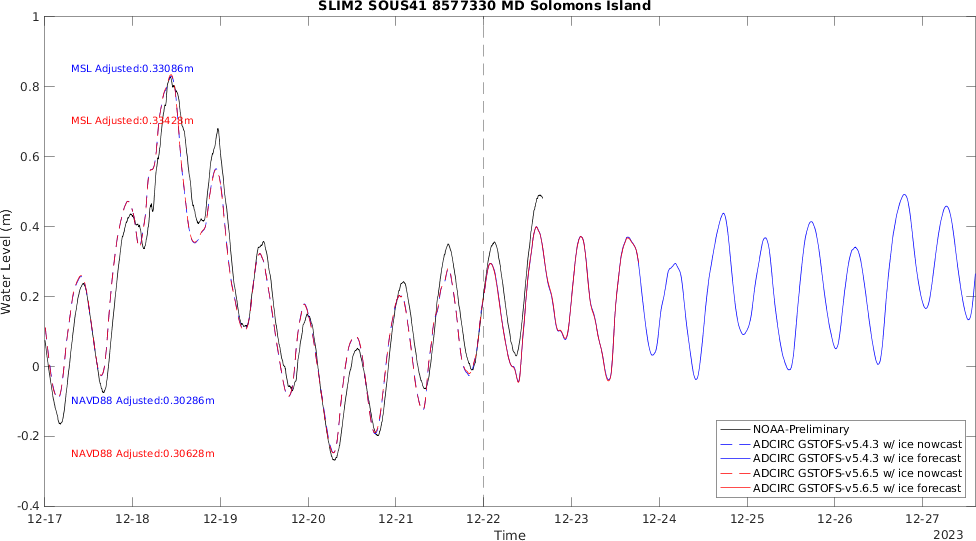 SLIM2 SOUS41 8577330 MD Solomons Island
Water Level (m)
1
0.8
0.6
0.4
0.2
0
-0.2
-0.4
MSL Adjusted:0.33086m
MSL Adjusted:0.33428m
NAVD88 Adjusted:0.30286m
NAVD88 Adjusted:0.30628m
NOAA-Preliminary
ADCIRC GSTOFS-v5.4.3 w/ ice nowcast
ADCIRC GSTOFS-v5.4.3 w/ ice forecast
ADCIRC GSTOFS-v5.6.5 w/ ice nowcast
ADCIRC GSTOFS-v5.6.5 w/ ice forecast
12-17 12-18 12-19 12-20 12-21 12-22 12-23 12-24 12-25 12-26 12-27
Time
2023